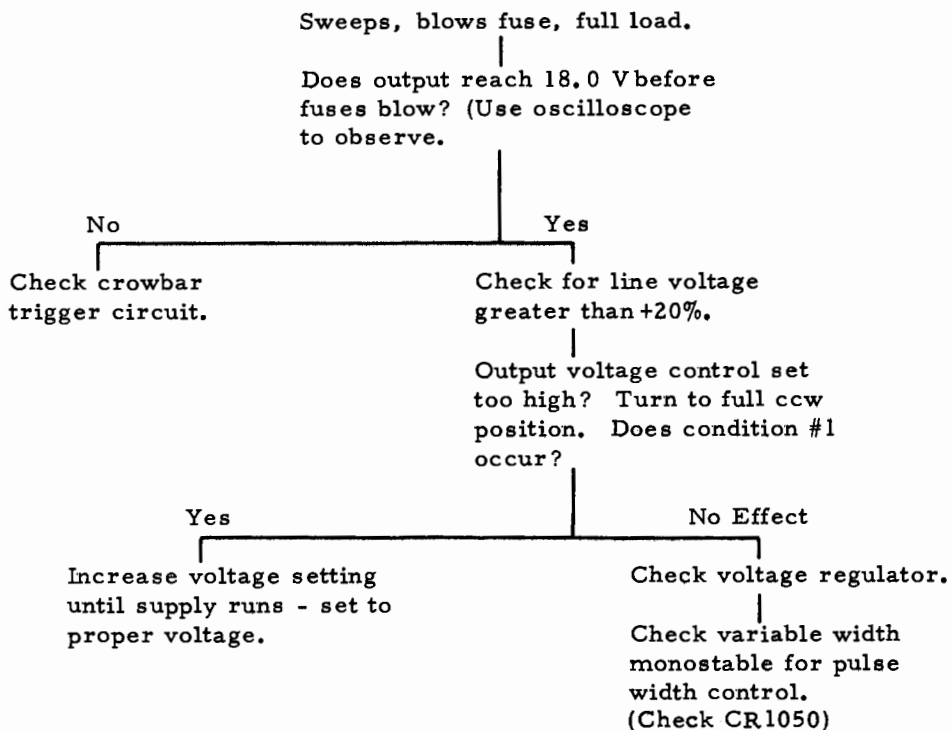 Sweeps, blows fuse, full load.
Does output reach 18.0 V before
fuses blow? (Use oscilloscope
to observe.
No
Yes
Check crowbar
trigger circuit.
Check for line voltage
greater than +20%.
Output voltage control set
too high? Turn to full ccw
position. Does condition #1
occur?
Yes
No Effect
Increase voltage setting
until supply runs - set to
proper voltage.
Check voltage regulator.
Check variable width
monostable for pulse
width control.
(Check CR1050)